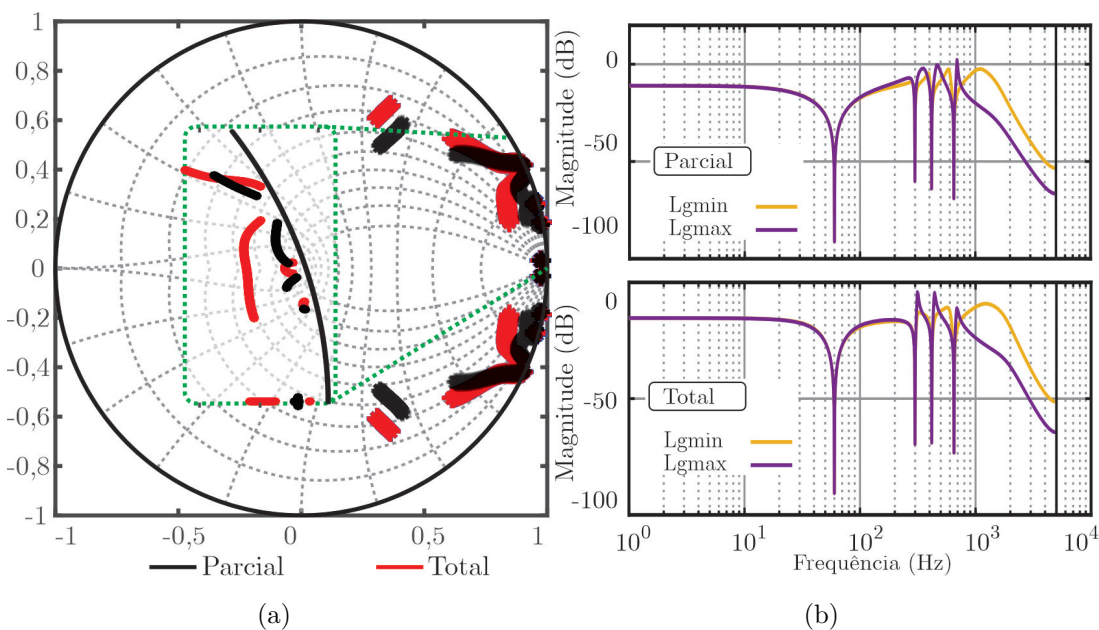 1
0,8
0,6
0,4
0,2
0
-0,2
-0,4
-0,6
-0,8
-1
-1
-0,5
0
0,5
1
Parcial
Total
(a)
Magnitude (dB)
0
-50
-100
Parcial
Lgmin
Lgmax
Magnitude (dB)
0
-50
-100
Total
Lgmin
Lgmax
10^0
10^1
10^2
10^3
10^4
Frequência (Hz)
(b)